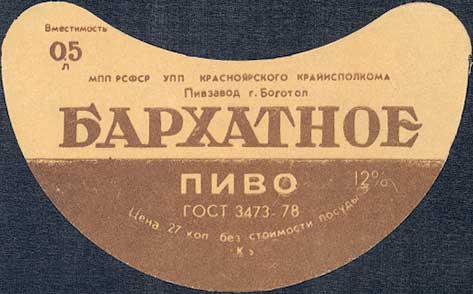 Вместимость
0,5
л
МПП РСФСР УПП КРАСНОЯРСКОГО КРАЙИСПОЛКОМА
Пивзавод г. Боготол
БАРХАТНОЕ
ПИВО
12%
ГОСТ 3473-78
Цена 27 коп без стоимости посуды